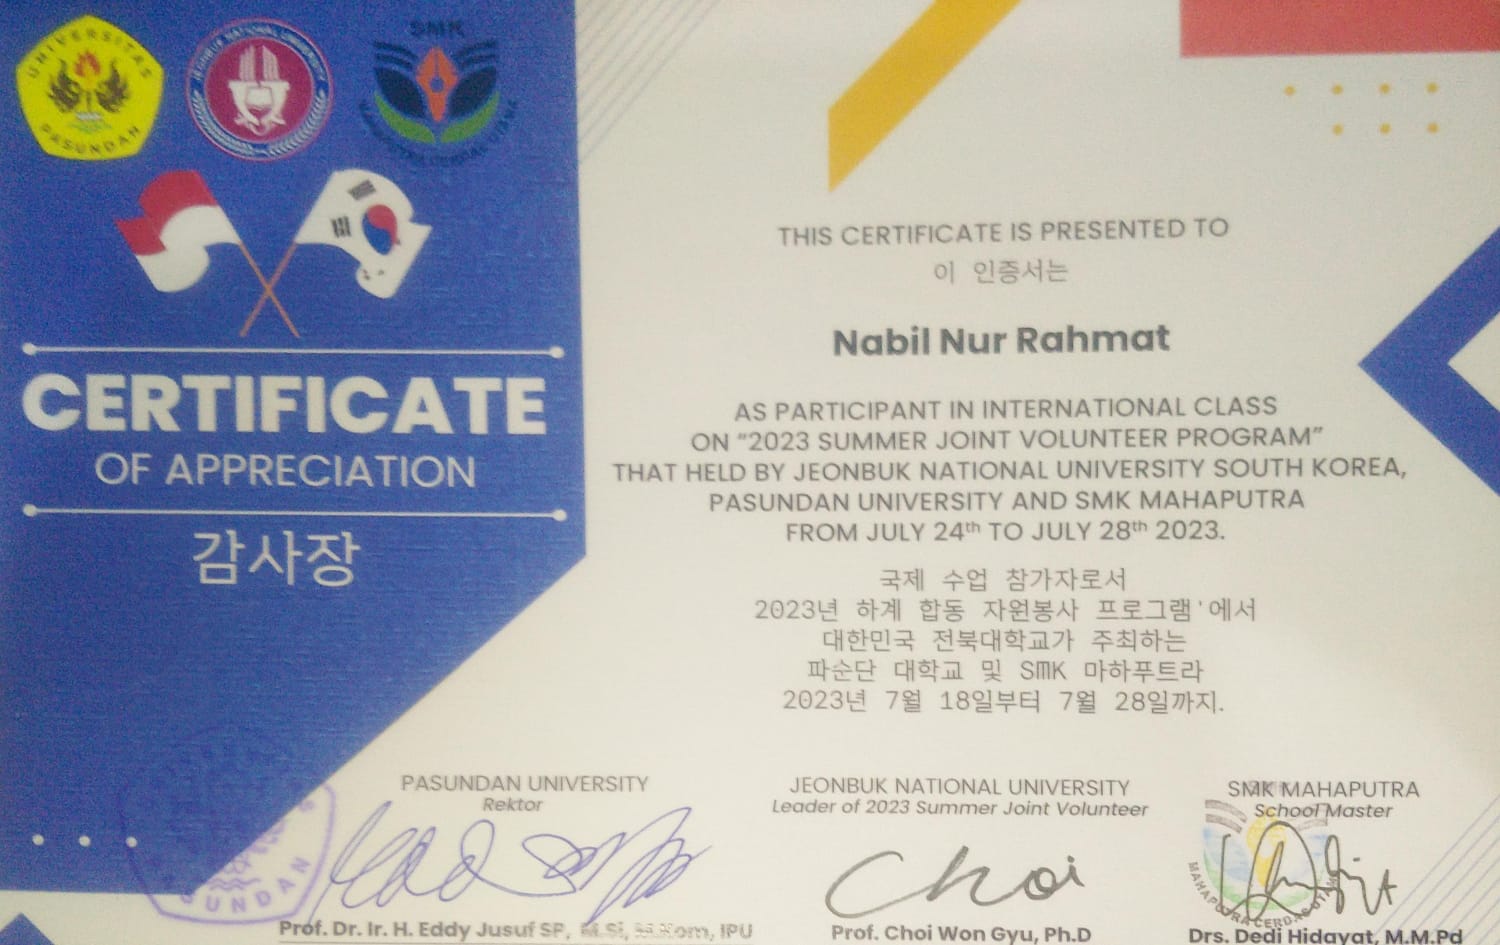 UNIVERSITAS PASUNDAN
JEONBUK NATIONAL UNIVERSITY
SMK
CERTIFICATE
OF APPRECIATION
감사장
THIS CERTIFICATE IS PRESENTED TO
이 인증서는
Nabil Nur Rahmat
AS PARTICIPANT IN INTERNATIONAL CLASS
ON “2023 SUMMER JOINT VOLUNTEER PROGRAM”
THAT HELD BY JEONBUK NATIONAL UNIVERSITY SOUTH KOREA,
PASUNDAN UNIVERSITY AND SMK MAHAPUTRA
FROM JULY 24th TO JULY 28th 2023.
국제 수업 참가자로서
2023년 하계 합동 자원봉사 프로그램'에서
대한민국 전북대학교가 주최하는
파순단 대학교 및 SMK 마하푸트라
2023년 7월 18일부터 7월 28일까지.
PASUNDAN UNIVERSITY
Rektor
Prof. Dr. Ir. H. Eddy Jusuf SP, M.Si, M.Kom, IPU
JEONBUK NATIONAL UNIVERSITY
Leader of 2023 Summer Joint Volunteer
Choi
Prof. Choi Won Gyu, Ph.D
SMK MAHAPUTRA
School Master
MAHAPUTRA CERDAS UTAMA
Drs. Dedi Hidayat, M.M.Pd